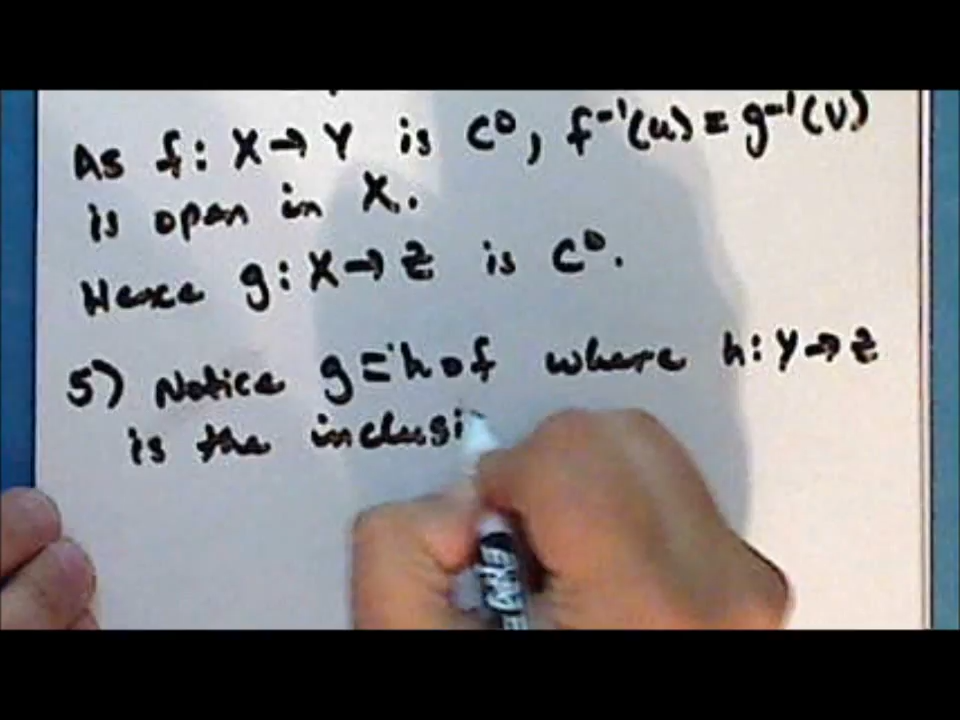 As f: X → Y is C⁰, f⁻¹(u) = g⁻¹(V)
is open in X.
Hence g: X → Z is C⁰.
5) Notice g = h ∘ f where h: Y → Z
is the inclusi